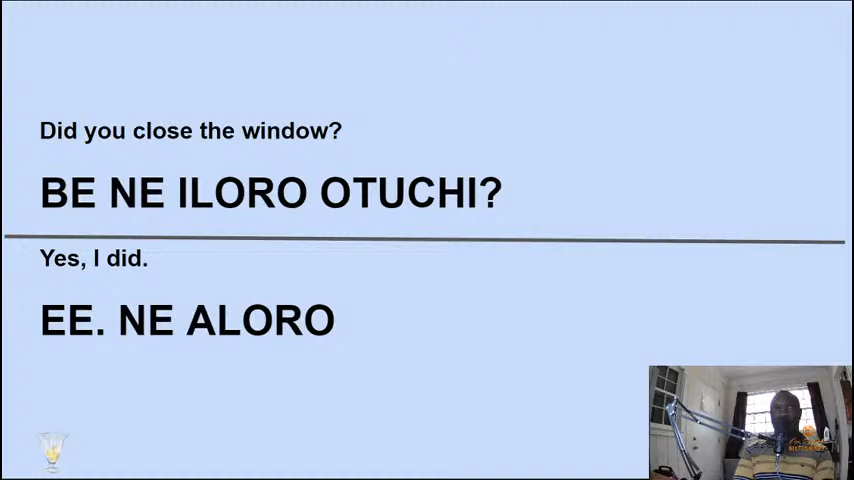 Did you close the window?
BE NE ILORO OTUCHI?
Yes, I did.
EE. NE ALORO